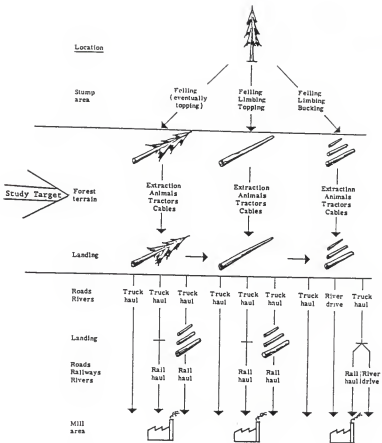 Location
Stump area
Felling (eventually topping)
Felling Limbing Topping
Felling Limbing Bucking
Study Target
Forest terrain
Extraction Animals Tractors Cables
Extraction Animals Tractors Cables
Extraction Animals Tractors Cables
Landing
Roads Rivers
Truck haul
Truck haul
Truck haul
Truck haul
Truck haul
Truck haul
Truck haul
River drive
Truck haul
Landing
Roads Railways Rivers
Rail haul
Rail haul
Rail haul
Rail haul
Rail haul
River drive
Mill area